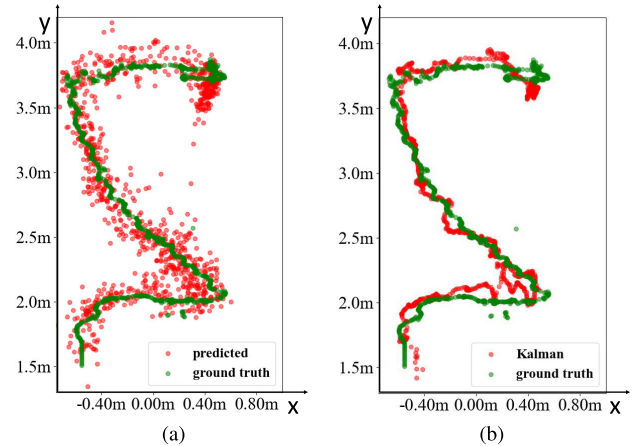 y
4.0m
3.5m
3.0m
2.5m
2.0m
1.5m
predicted
ground truth
-0.40m 0.00m 0.40m 0.80m x
(a)
y
4.0m
3.5m
3.0m
2.5m
2.0m
1.5m
Kalman
ground truth
-0.40m 0.00m 0.40m 0.80m x
(b)